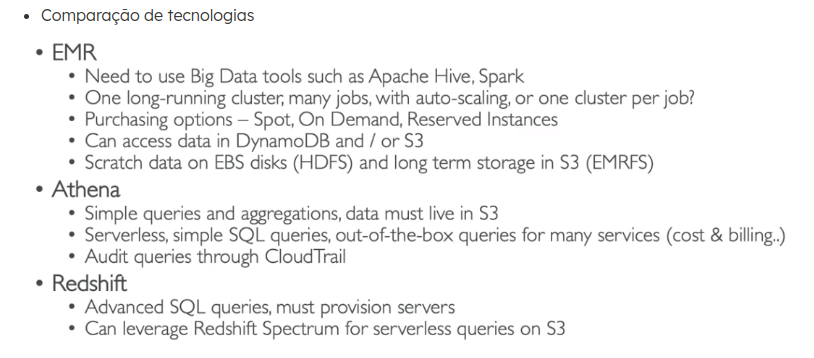 • Comparação de tecnologias
• EMR
• Need to use Big Data tools such as Apache Hive, Spark
• One long-running cluster, many jobs, with auto-scaling, or one cluster per job?
• Purchasing options – Spot, On Demand, Reserved Instances
• Can access data in DynamoDB and / or S3
• Scratch data on EBS disks (HDFS) and long term storage in S3 (EMRFS)
• Athena
• Simple queries and aggregations, data must live in S3
• Serverless, simple SQL queries, out-of-the-box queries for many services (cost & billing..)
• Audit queries through CloudTrail
• Redshift
• Advanced SQL queries, must provision servers
• Can leverage Redshift Spectrum for serverless queries on S3